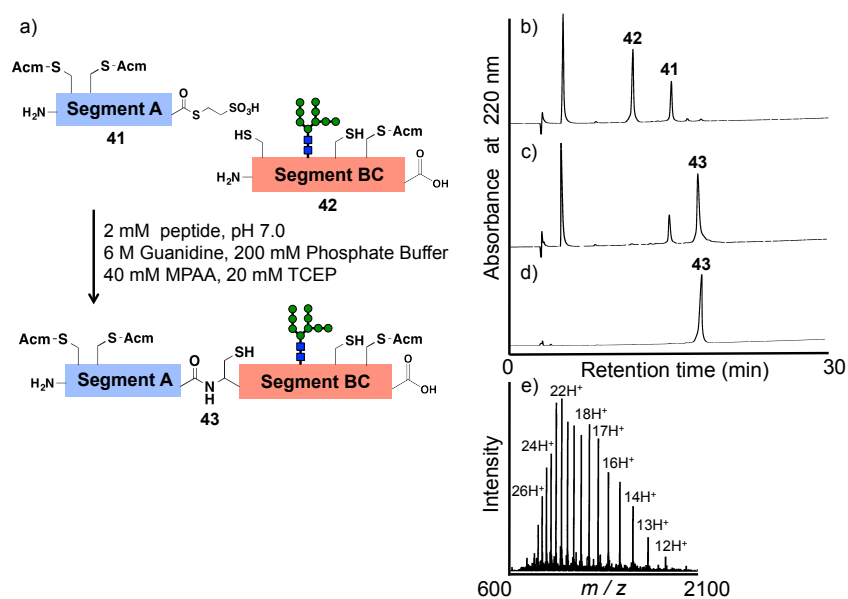 a)
Acm-S
S-Acm
H₂N
Segment A
O
S
SO₃H
41
HS
SH
S-Acm
H₂N
Segment BC
O
OH
42
2 mM peptide, pH 7.0
6 M Guanidine, 200 mM Phosphate Buffer
40 mM MPAA, 20 mM TCEP
Acm-S
S-Acm
SH
SH
S-Acm
H₂N
Segment A
O
N
H
Segment BC
O
OH
43
b)
42
41
c)
43
d)
43
Absorbance at 220 nm
0
Retention time (min)
30
e)
22H⁺
18H⁺
17H⁺
24H⁺
16H⁺
26H⁺
14H⁺
13H⁺
12H⁺
Intensity
600
m / z
2100